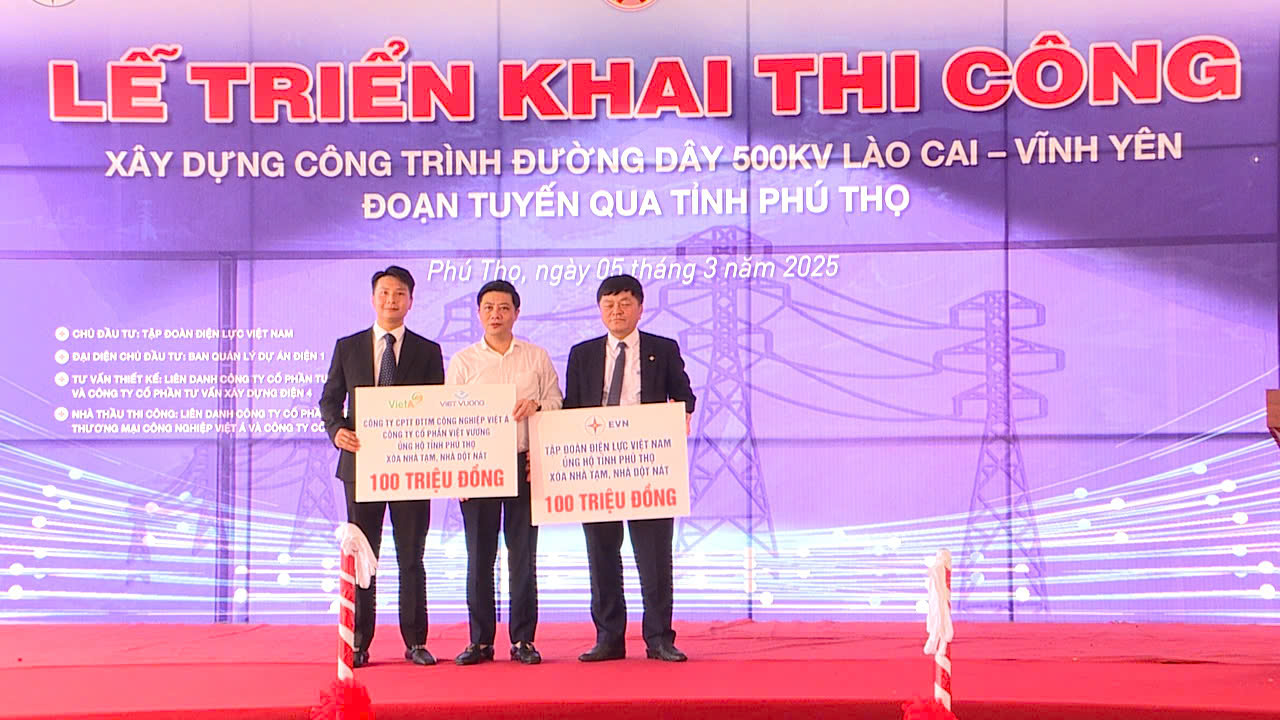 LỄ TRIỂN KHAI THI CÔNG
XÂY DỰNG CÔNG TRÌNH ĐƯỜNG DÂY 500KV LÀO CAI – VĨNH YÊN
ĐOẠN TUYẾN QUA TỈNH PHÚ THỌ
Phú Thọ, ngày 05 tháng 3 năm 2025
CHỦ ĐẦU TƯ: TẬP ĐOÀN ĐIỆN LỰC VIỆT NAM
ĐẠI DIỆN CHỦ ĐẦU TƯ: BAN QUẢN LÝ DỰ ÁN ĐIỆN 1
TƯ VẤN THIẾT KẾ: LIÊN DANH CÔNG TY CỔ PHẦN
VÀ CÔNG TY CỔ PHẦN TƯ VẤN XÂY DỰNG ĐIỆN 4
NHÀ THẦU THI CÔNG: LIÊN DANH CÔNG TY CỔ
THƯƠNG MẠI CÔNG NGHIỆP VIỆT Á VÀ CÔNG TY
VietA VIET VUONG
CÔNG TY CPTT ĐTTM CÔNG NGHIỆP VIỆT Á
CÔNG TY CỔ PHẦN VIỆT VƯƠNG
ỦNG HỘ TỈNH PHÚ THỌ
XÓA NHÀ TẠM, NHÀ DỘT NÁT
100 TRIỆU ĐỒNG
EVN
TẬP ĐOÀN ĐIỆN LỰC VIỆT NAM
ỦNG HỘ TỈNH PHÚ THỌ
XÓA NHÀ TẠM, NHÀ DỘT NÁT
100 TRIỆU ĐỒNG